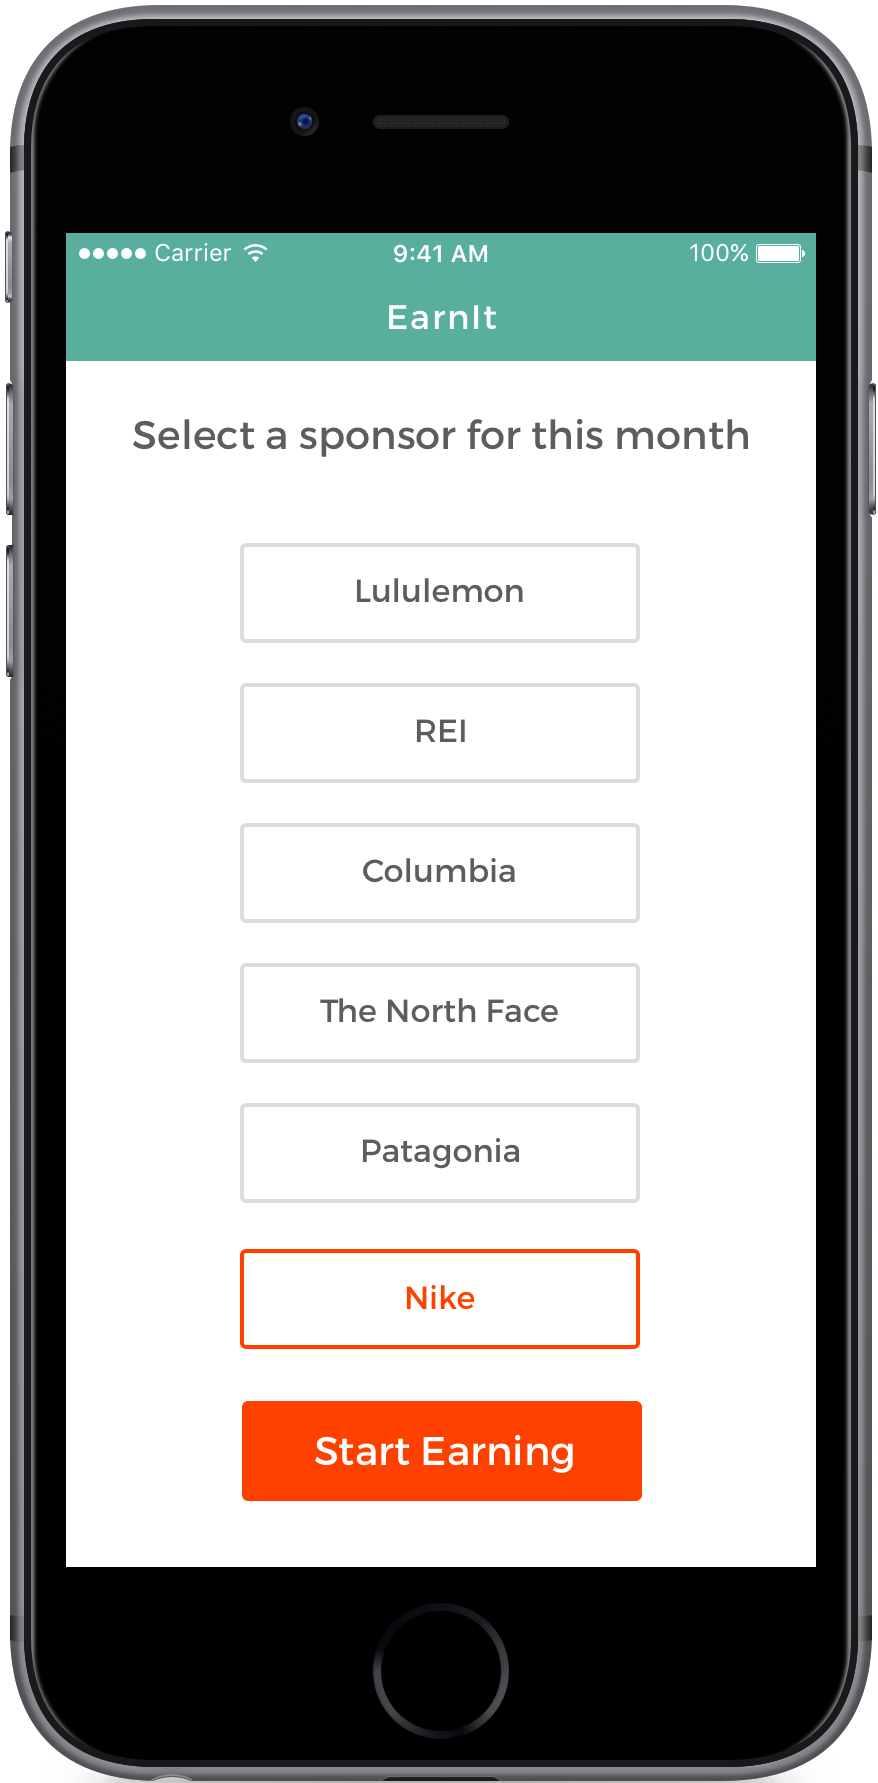 Carrier 9:41 AM 100%
EarnIt
Select a sponsor for this month
Lululemon
REI
Columbia
The North Face
Patagonia
Nike
Start Earning